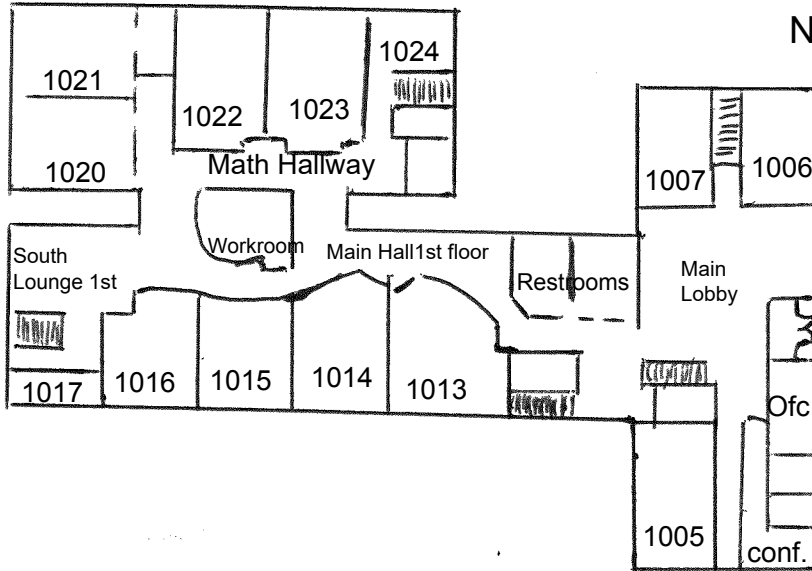 N
1024
1021
1022
1023
1020
Math Hallway
1007
1006
South
Lounge 1st
Workroom
Main Hall1st floor
Restrooms
Main
Lobby
1017
1016
1015
1014
1013
Ofc
1005
conf.